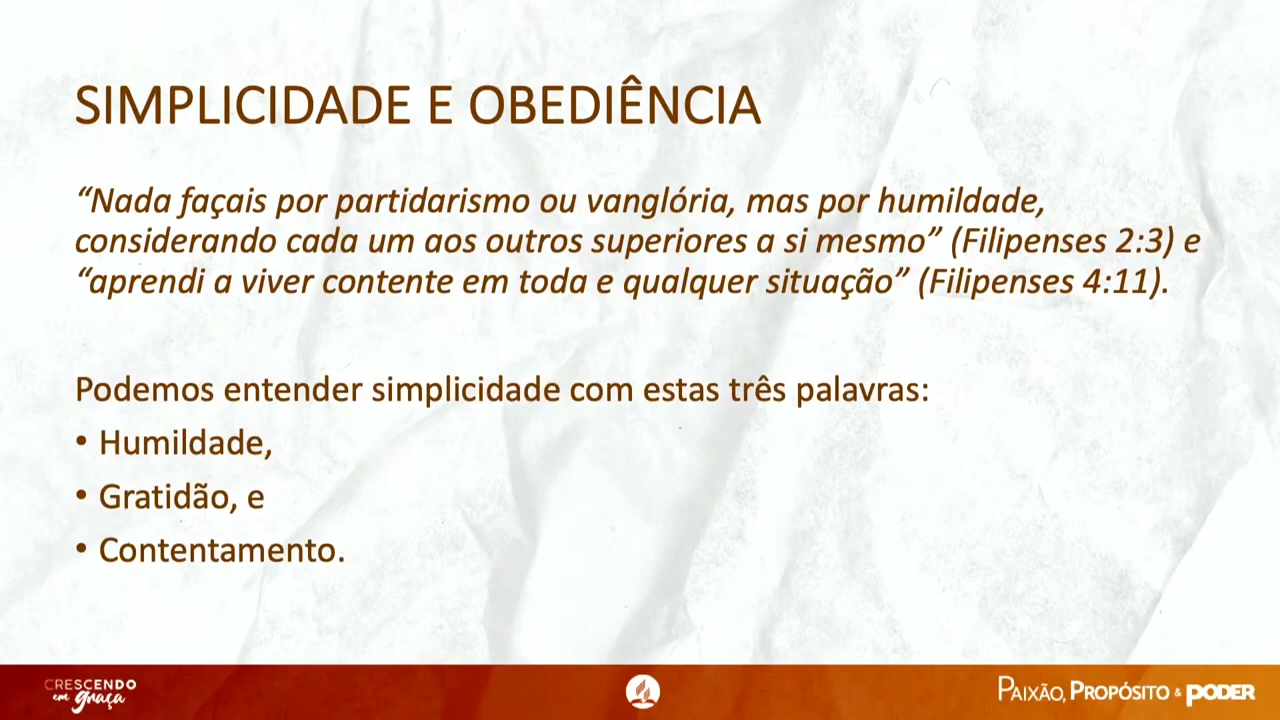 SIMPLICIDADE E OBEDIÊNCIA
“Nada façais por partidarismo ou vanglória, mas por humildade,
considerando cada um aos outros superiores a si mesmo” (Filipenses 2:3) e
“aprendi a viver contente em toda e qualquer situação” (Filipenses 4:11).
Podemos entender simplicidade com estas três palavras:
• Humildade,
• Gratidão, e
• Contentamento.
CRESCENDO
em graça
PAIXÃO, PROPÓSITO & PODER